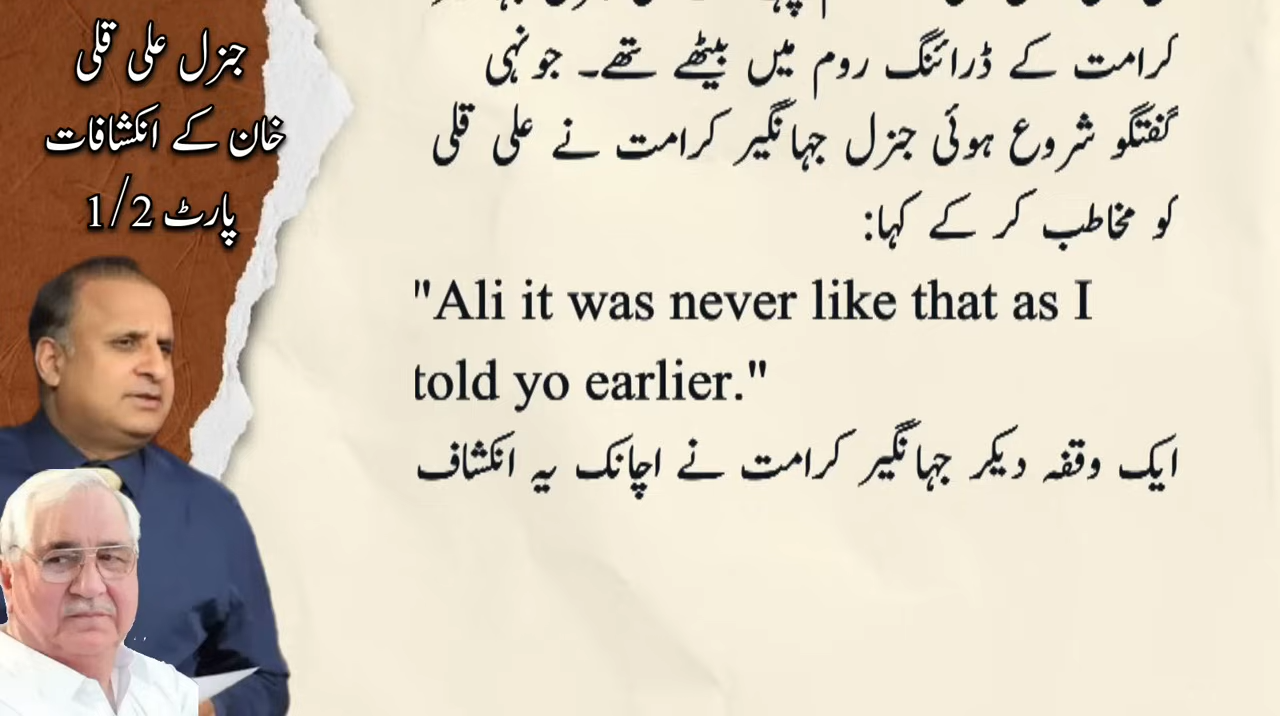 جنرل علی قلی
خان کے انکشافات
پارٹ 1/2
کرامت کے ڈرائنگ روم میں بیٹھے تھے۔ جونہی
گفتگو شروع ہوئی جنرل جہانگیر کرامت نے علی قلی
کو مخاطب کر کے کہا:
"Ali it was never like that as I
told yo earlier."
ایک وقفہ دیکر جہانگیر کرامت نے اچانک یہ انکشاف